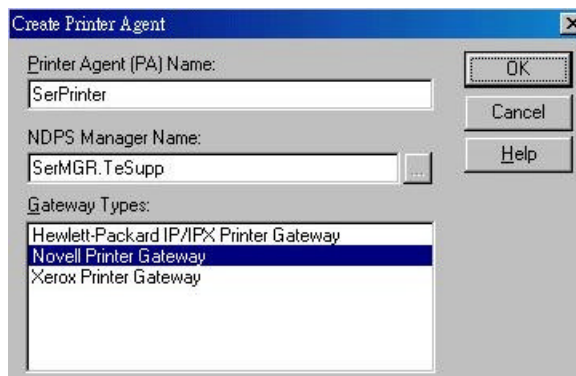 Create Printer Agent
Printer Agent (PA) Name:
SerPrinter
OK
Cancel
Help
NDPS Manager Name:
SerMGR.TeSupp
...
Gateway Types:
Hewlett-Packard IP/IPX Printer Gateway
Novell Printer Gateway
Xerox Printer Gateway